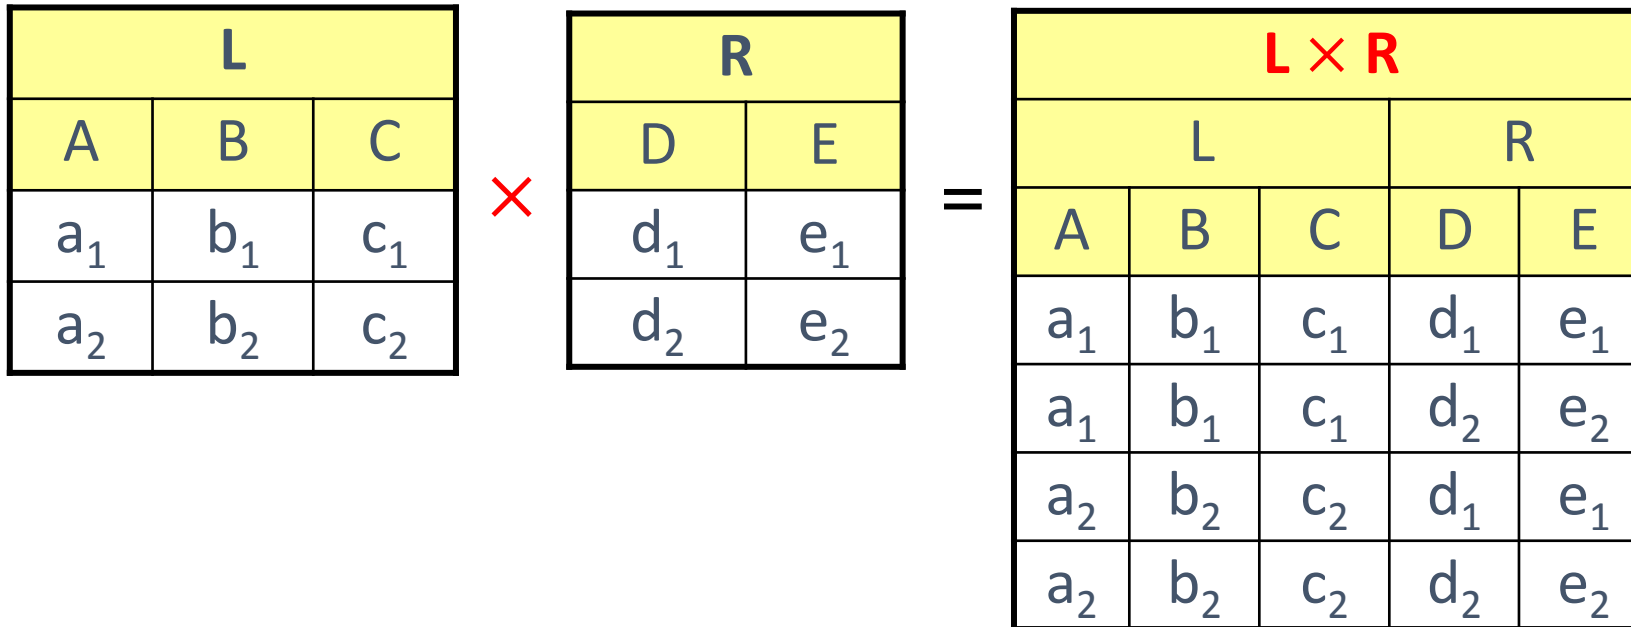 L
A B C
a₁ b₁ c₁
a₂ b₂ c₂
×
R
D E
d₁ e₁
d₂ e₂
=
L × R
L R
A B C D E
a₁ b₁ c₁ d₁ e₁
a₁ b₁ c₁ d₂ e₂
a₂ b₂ c₂ d₁ e₁
a₂ b₂ c₂ d₂ e₂